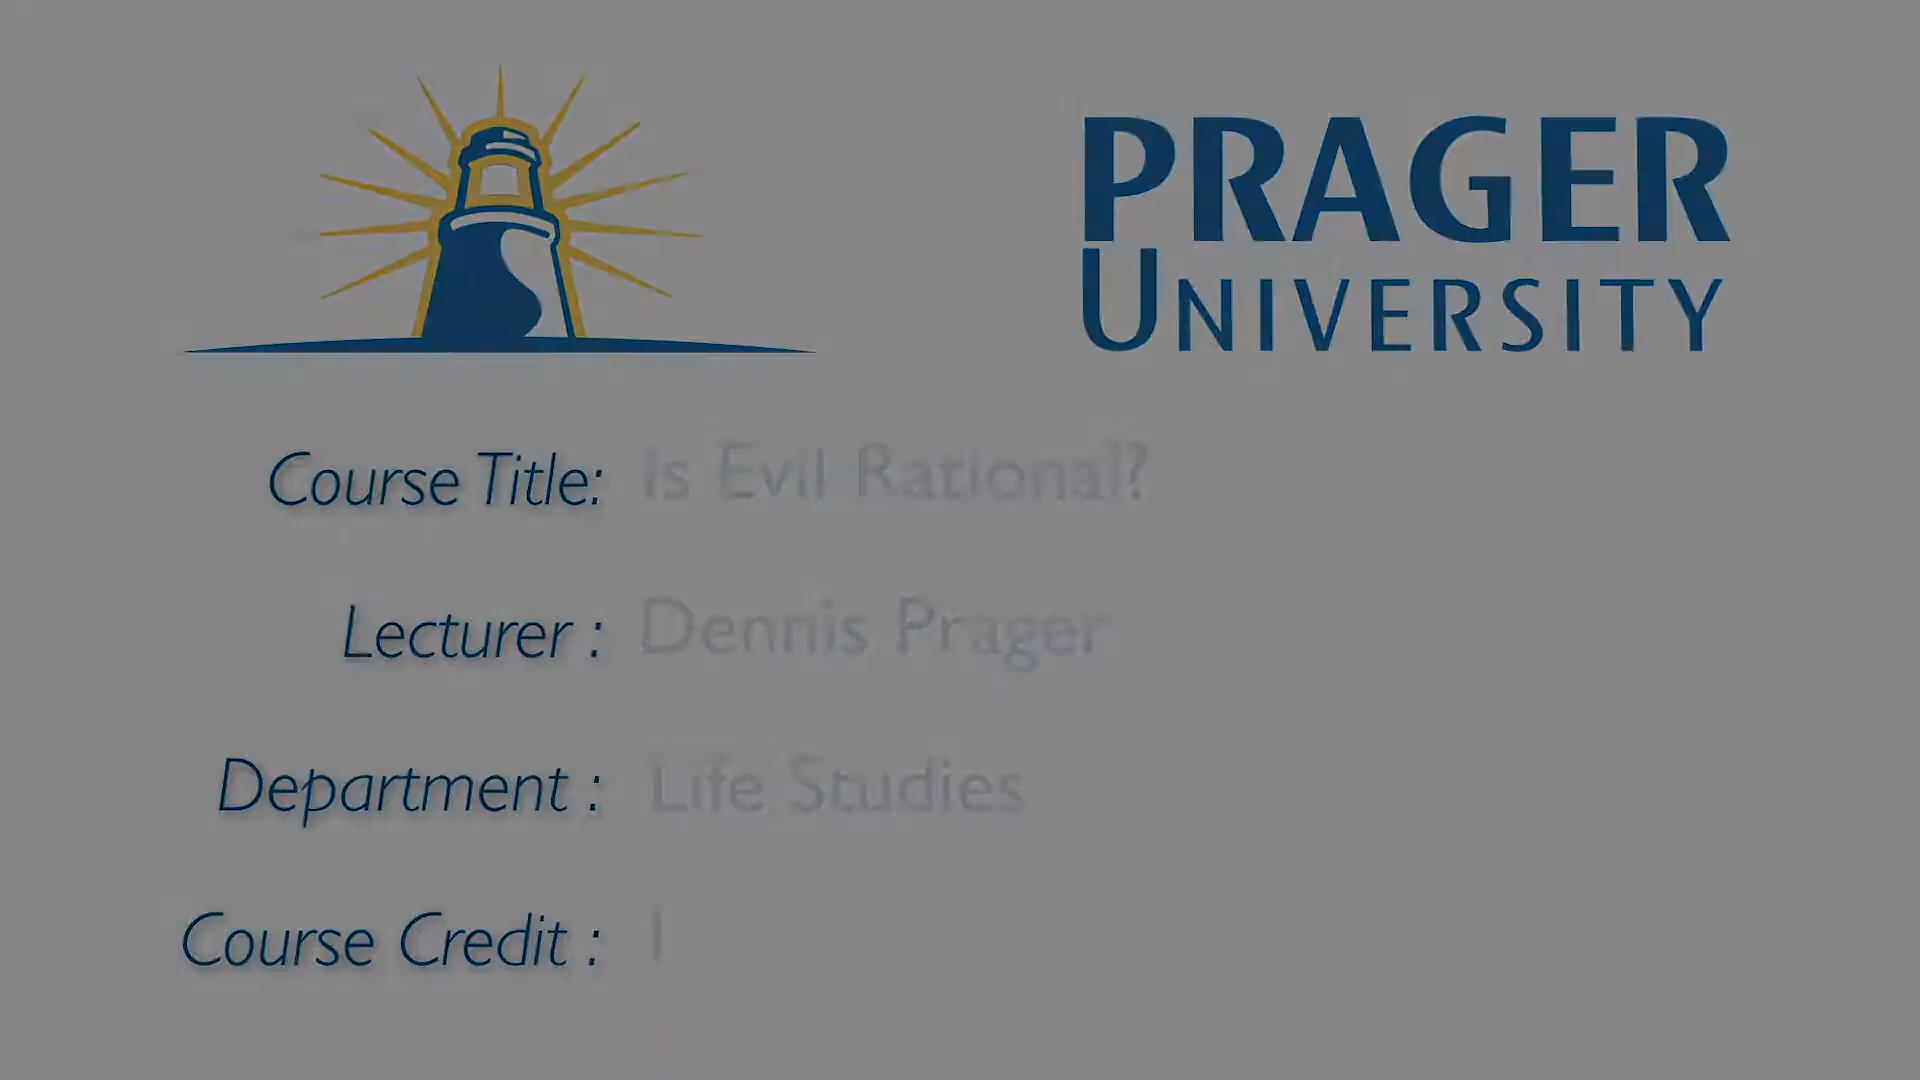 PRAGER
UNIVERSITY
Course Title: Is Evil Rational?
Lecturer : Dennis Prager
Department : Life Studies
Course Credit : 1